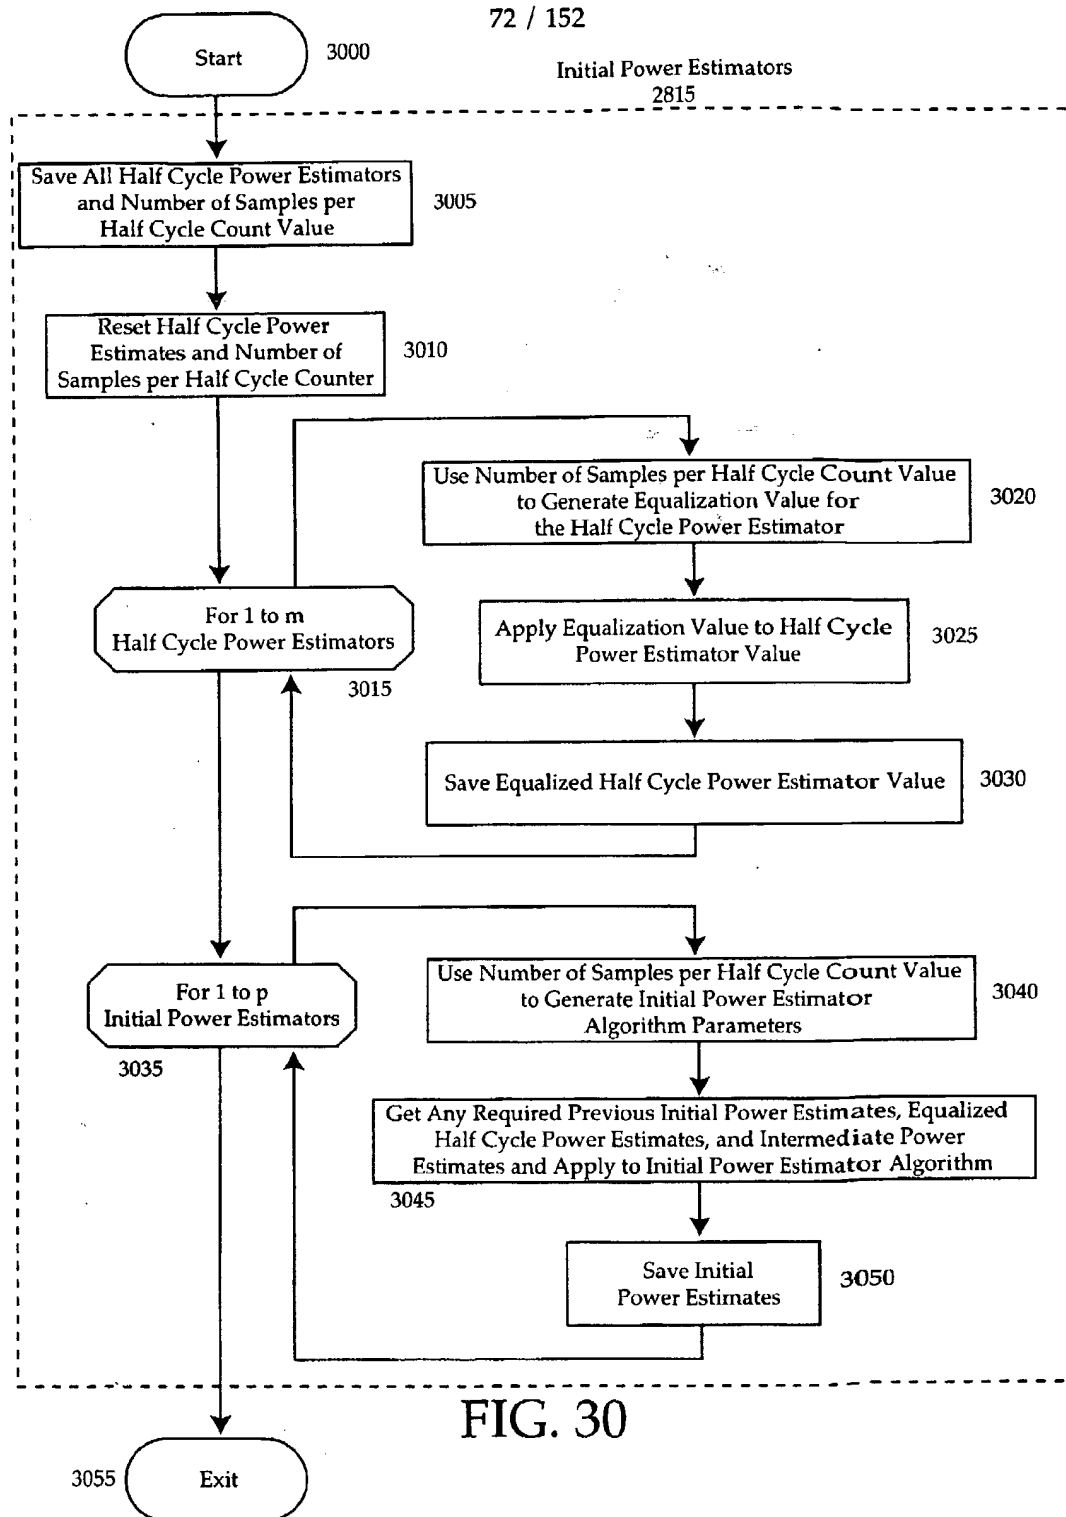 72 / 152
Start
3000
Initial Power Estimators
2815
Save All Half Cycle Power Estimators
and Number of Samples per
Half Cycle Count Value
3005
Reset Half Cycle Power
Estimates and Number of
Samples per Half Cycle Counter
3010
Use Number of Samples per Half Cycle Count Value
to Generate Equalization Value for
the Half Cycle Power Estimator
3020
For 1 to m
Half Cycle Power Estimators
3015
Apply Equalization Value to Half Cycle
Power Estimator Value
3025
Save Equalized Half Cycle Power Estimator Value
3030
For 1 to p
Initial Power Estimators
3035
Use Number of Samples per Half Cycle Count Value
to Generate Initial Power Estimator
Algorithm Parameters
3040
Get Any Required Previous Initial Power Estimates, Equalized
Half Cycle Power Estimates, and Intermediate Power
Estimates and Apply to Initial Power Estimator Algorithm
3045
Save Initial
Power Estimates
3050
FIG. 30
3055
Exit